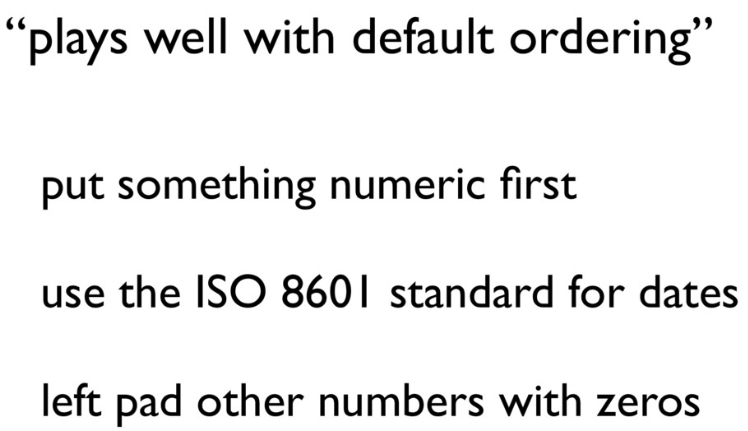 “plays well with default ordering”
put something numeric first
use the ISO 8601 standard for dates
left pad other numbers with zeros